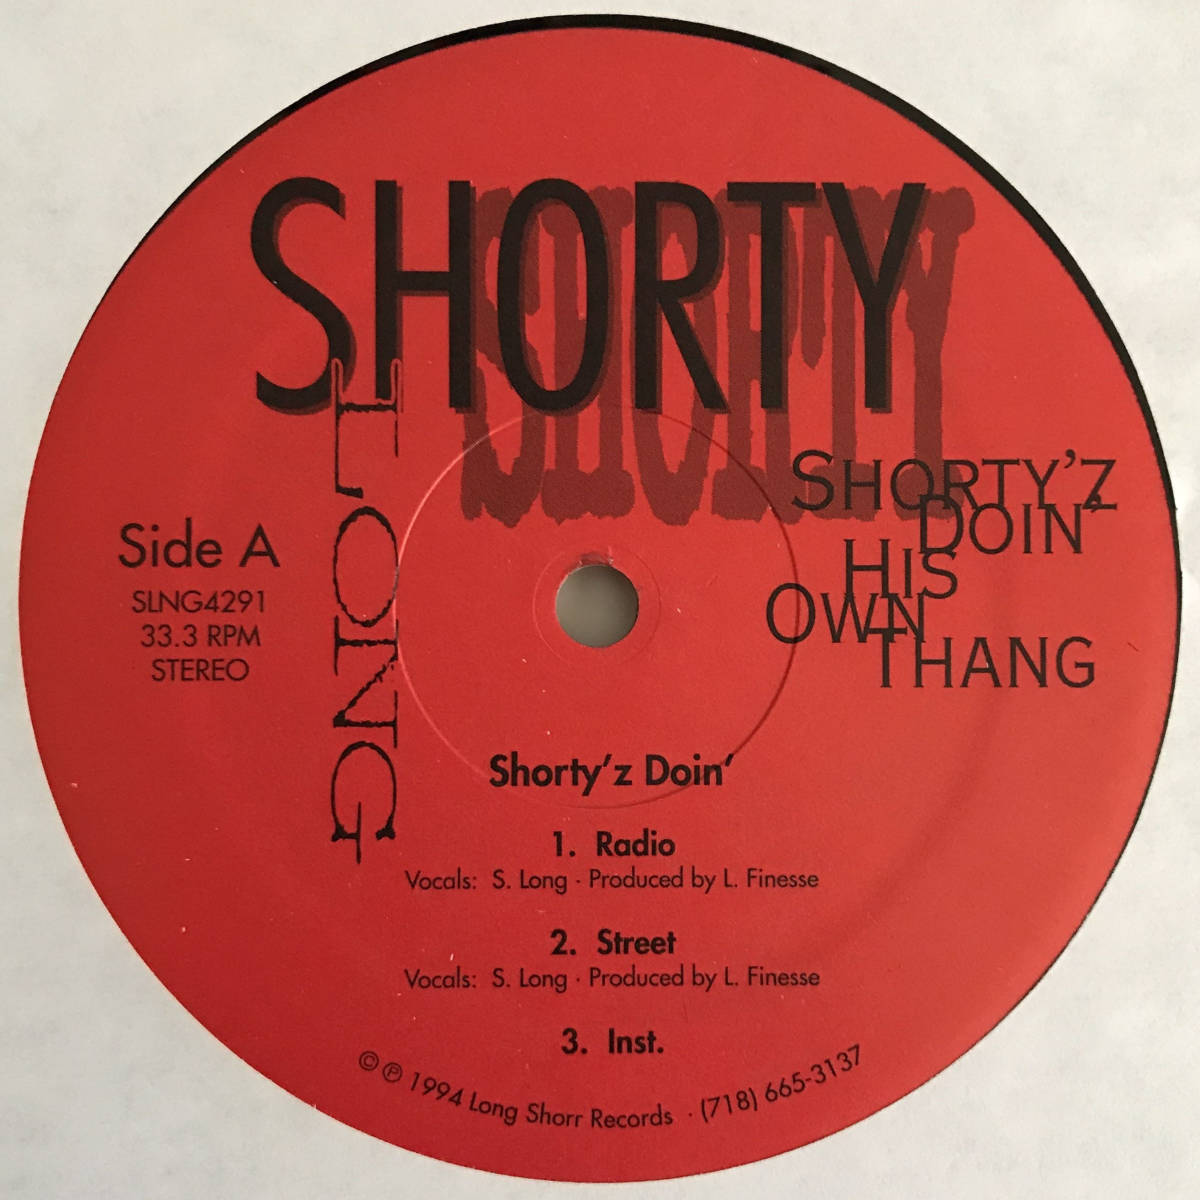 SHORTY
SHORTY
LONG
SHORTY'Z
DOIN'
HIS
OWN
THANG
Side A
SLNG4291
33.3 RPM
STEREO
Shorty'z Doin'
1. Radio
Vocals: S. Long · Produced by L. Finesse
2. Street
Vocals: S. Long · Produced by L. Finesse
3. Inst.
© ℗ 1994 Long Shorr Records · (718) 665-3137